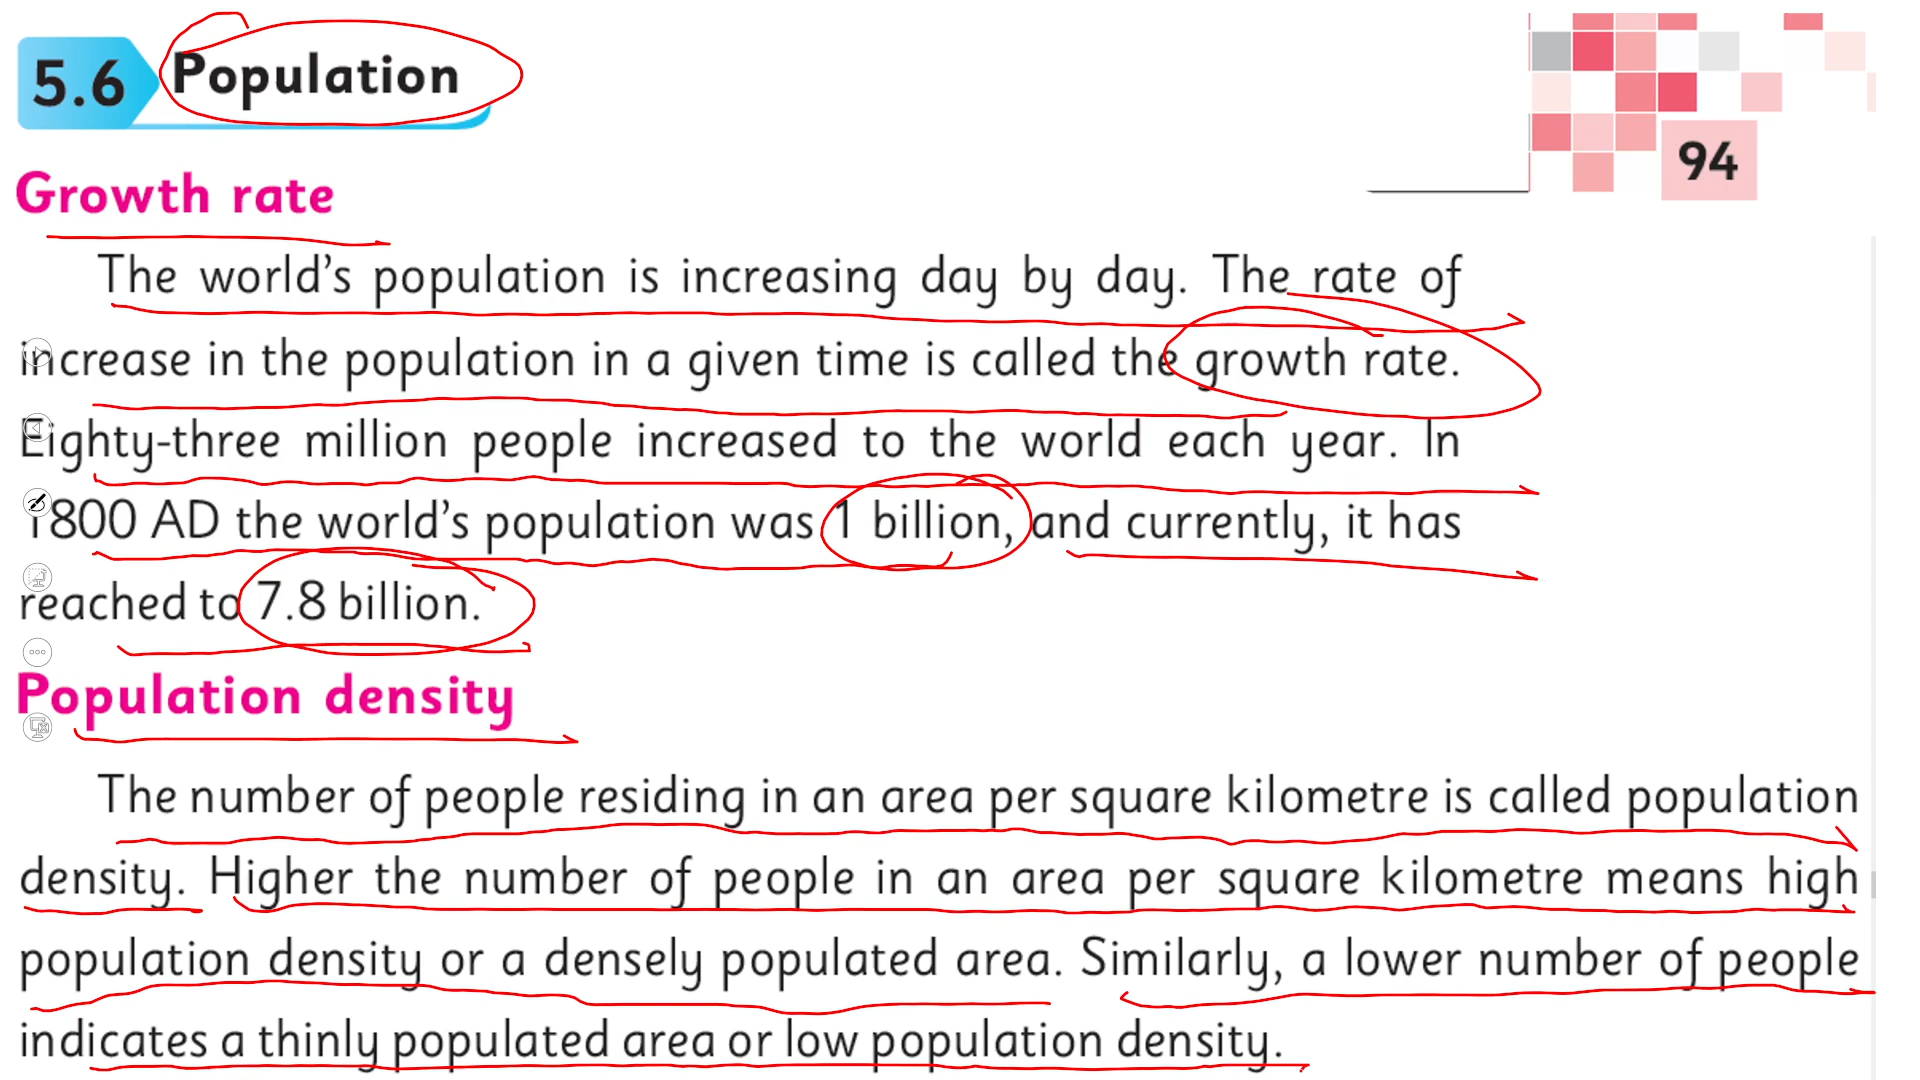 5.6 Population
94
Growth rate
The world's population is increasing day by day. The rate of
increase in the population in a given time is called the growth rate.
Eighty-three million people increased to the world each year. In
1800 AD the world's population was 1 billion, and currently, it has
reached to 7.8 billion.
Population density
The number of people residing in an area per square kilometre is called population
density. Higher the number of people in an area per square kilometre means high
population density or a densely populated area. Similarly, a lower number of people
indicates a thinly populated area or low population density.